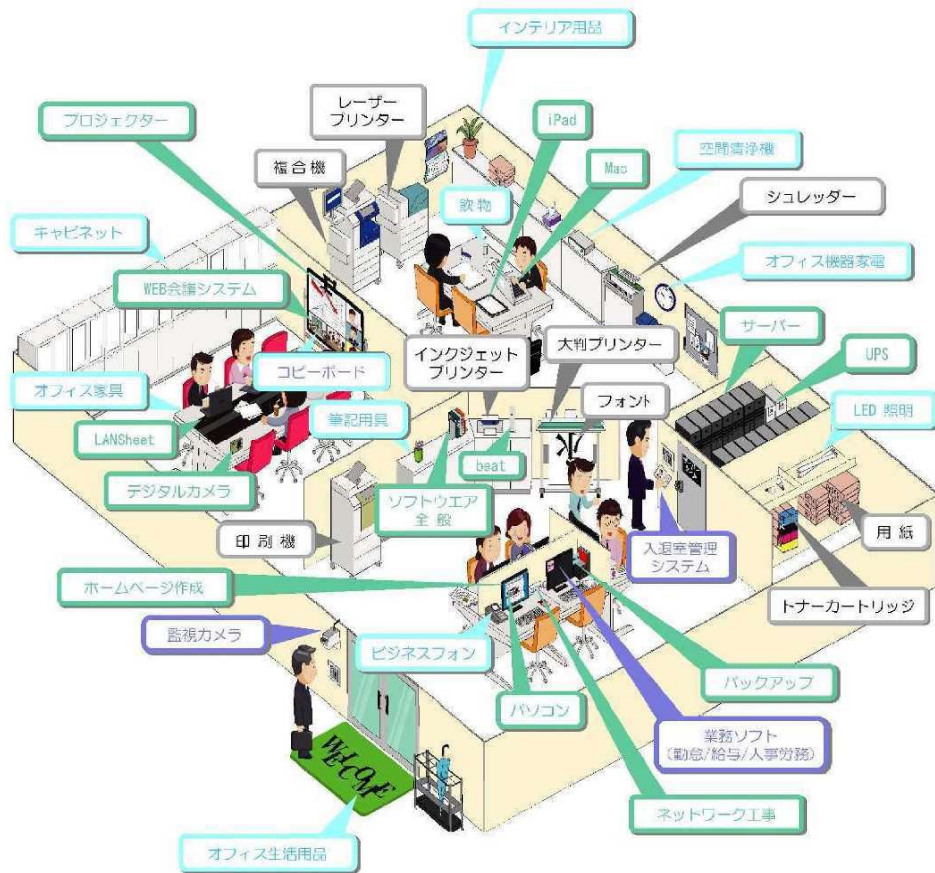 インテリア用品
レーザー
プリンター
プロジェクター
iPad
複合機
空間清浄機
Mac
飲物
シュレッダー
キャビネット
オフィス機器家電
WEB会議システム
サーバー
インクジェット
プリンター
大判プリンター
コピーボード
UPS
オフィス家具
フォント
LED 照明
筆記用具
LANSheet
beat
デジタルカメラ
ソフトウエア
全般
用紙
印刷機
入退室管理
システム
ホームページ作成
トナーカートリッジ
監視カメラ
ビジネスフォン
バックアップ
パソコン
業務ソフト
(勤怠/給与/人事労務)
WELCOME
ネットワーク工事
オフィス生活用品